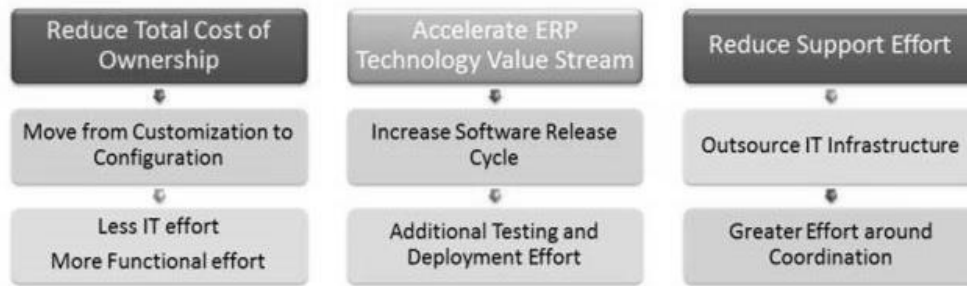 Reduce Total Cost of
Ownership
Move from Customization to
Configuration
Less IT effort
More Functional effort
Accelerate ERP
Technology Value Stream
Increase Software Release
Cycle
Additional Testing and
Deployment Effort
Reduce Support Effort
Outsource IT Infrastructure
Greater Effort around
Coordination